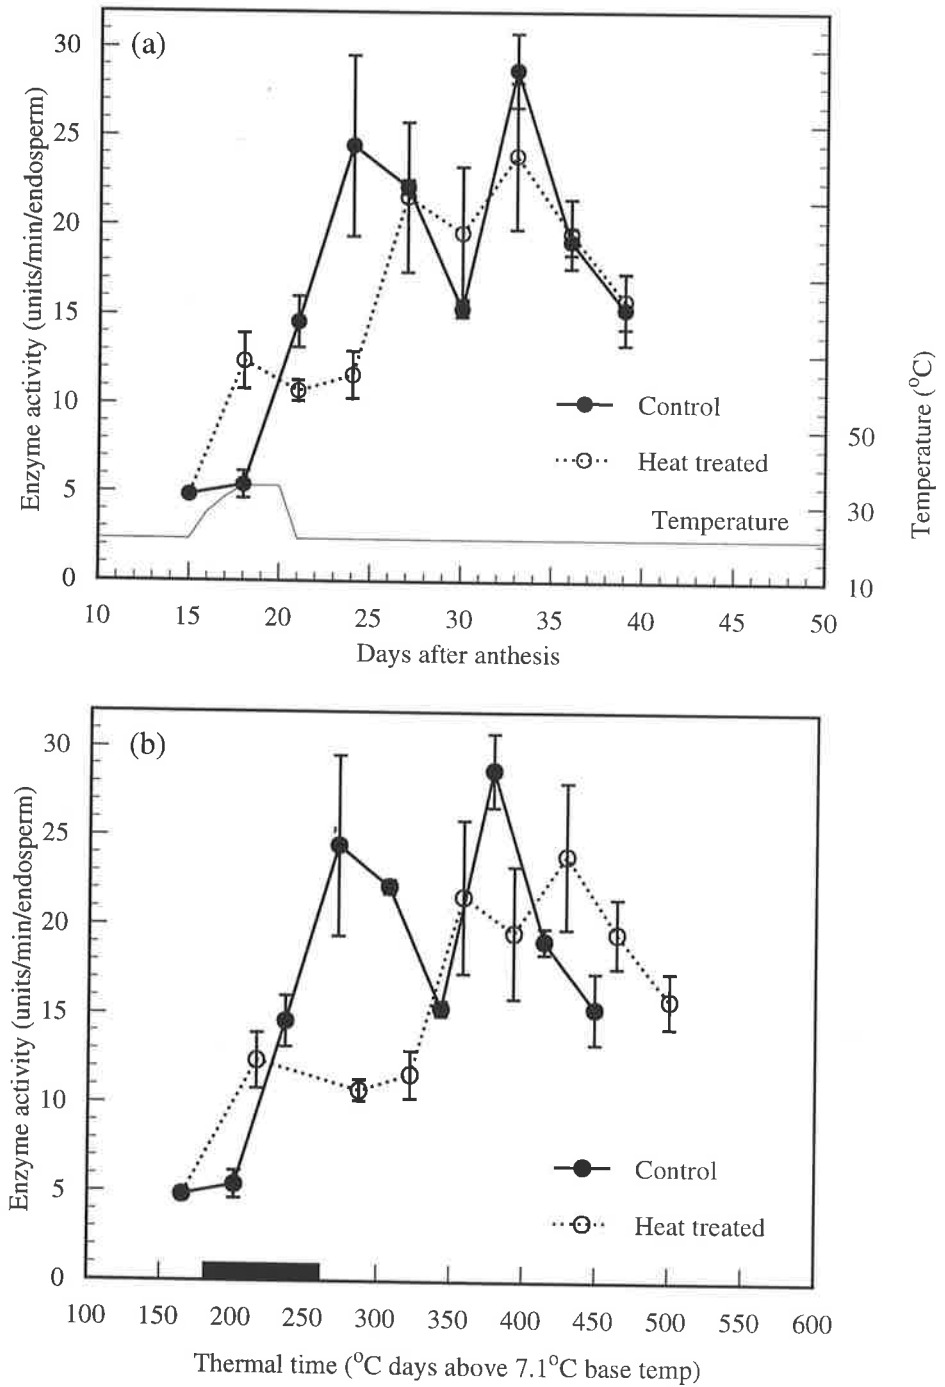 (a)
30
25
20
15
10
5
0
Enzyme activity (units/min/endosperm)
Control
Heat treated
Temperature
50
30
10
Temperature (°C)
10 15 20 25 30 35 40 45 50
Days after anthesis
(b)
30
25
20
15
10
5
0
Enzyme activity (units/min/endosperm)
Control
Heat treated
100 150 200 250 300 350 400 450 500 550 600
Thermal time (°C days above 7.1°C base temp)